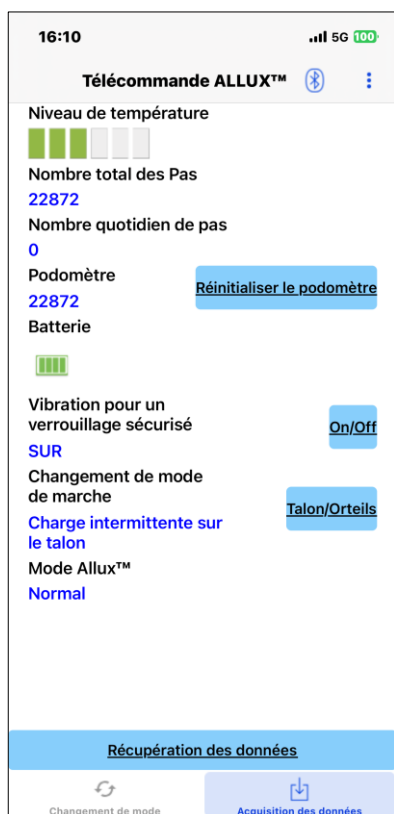 16:10 5G 100
Télécommande ALLUX™
Niveau de température
Nombre total des Pas
22872
Nombre quotidien de pas
0
Podomètre
Réinitialiser le podomètre
22872
Batterie
Vibration pour un
verrouillage sécurisé
On/Off
SUR
Changement de mode
de marche
Talon/Orteils
Charge intermittente sur
le talon
Mode Allux™
Normal
Récupération des données
Changement de mode Acquisition des données